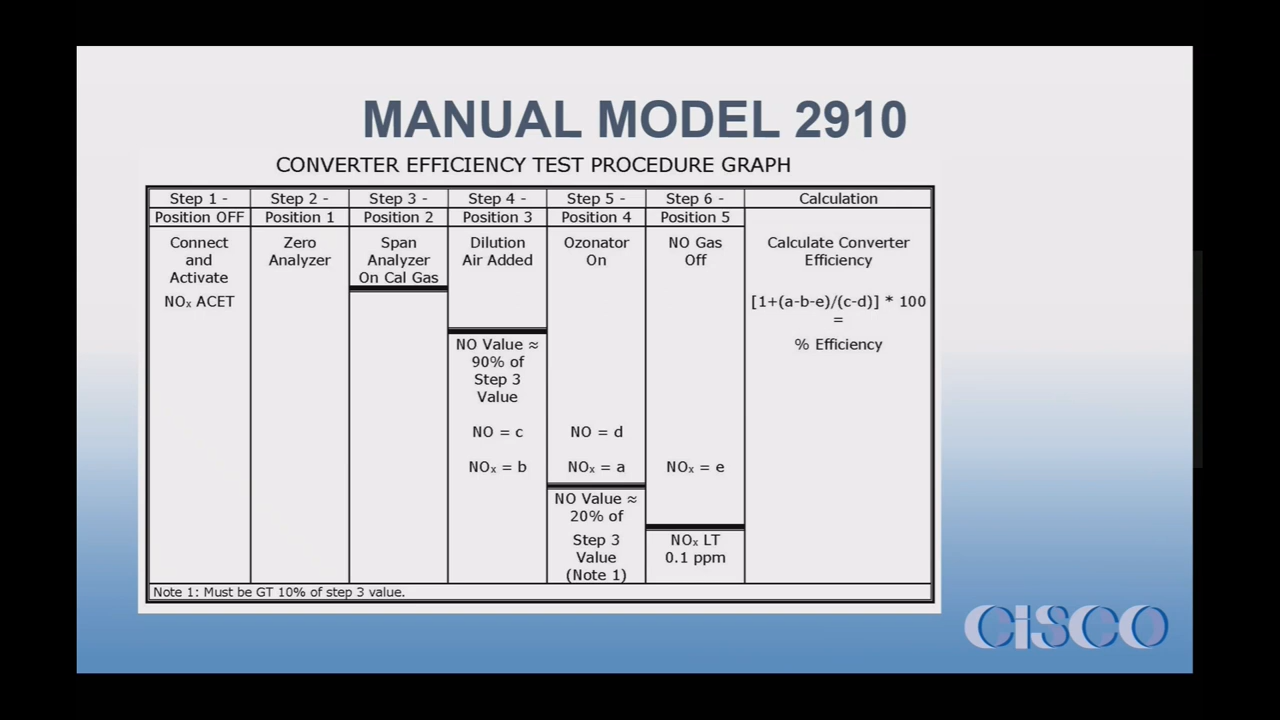 MANUAL MODEL 2910
CONVERTER EFFICIENCY TEST PROCEDURE GRAPH
Step 1 -
Position OFF
Connect
and
Activate
NOₓ ACET
Step 2 -
Position 1
Zero
Analyzer
Step 3 -
Position 2
Span
Analyzer
On Cal Gas
Step 4 -
Position 3
Dilution
Air Added
NO Value ≈
90% of
Step 3
Value
NO = c
NOₓ = b
Step 5 -
Position 4
Ozonator
On
NO = d
NOₓ = a
NO Value ≈
20% of
Step 3
Value
(Note 1)
Step 6 -
Position 5
NO Gas
Off
NOₓ = e
NOₓ LT
0.1 ppm
Calculation
Calculate Converter
Efficiency
[1+(a-b-e)/(c-d)] * 100
=
% Efficiency
Note 1: Must be GT 10% of step 3 value.
CiSCO